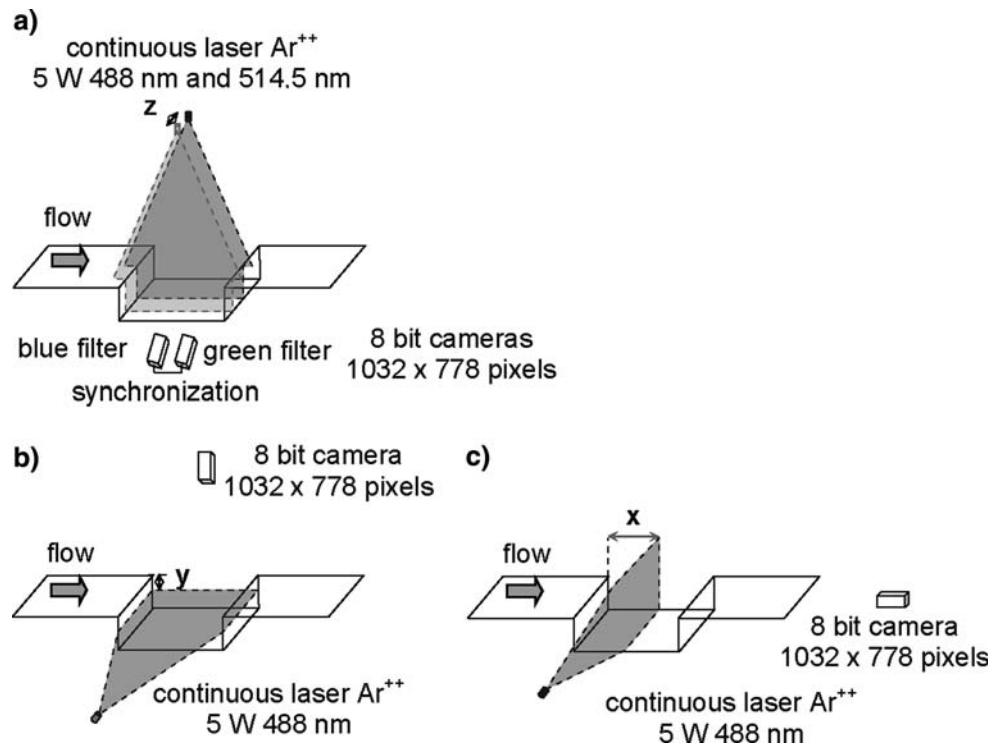 a)
continuous laser Ar++
5 W 488 nm and 514.5 nm
z
flow
blue filter
green filter
synchronization
8 bit cameras
1032 x 778 pixels
b)
8 bit camera
1032 x 778 pixels
flow
y
continuous laser Ar++
5 W 488 nm
c)
x
flow
8 bit camera
1032 x 778 pixels
continuous laser Ar++
5 W 488 nm